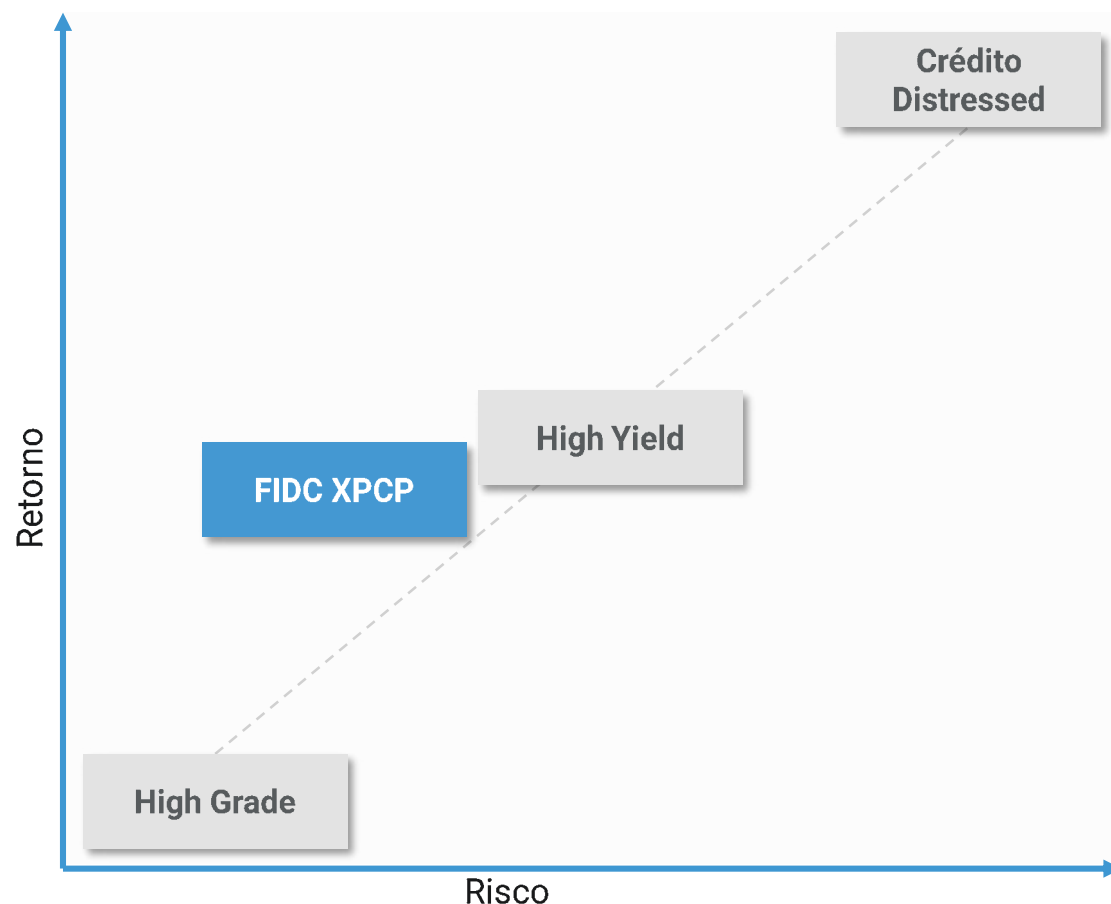 Crédito
Distressed
High Yield
FIDC XPCP
Retorno
High Grade
Risco